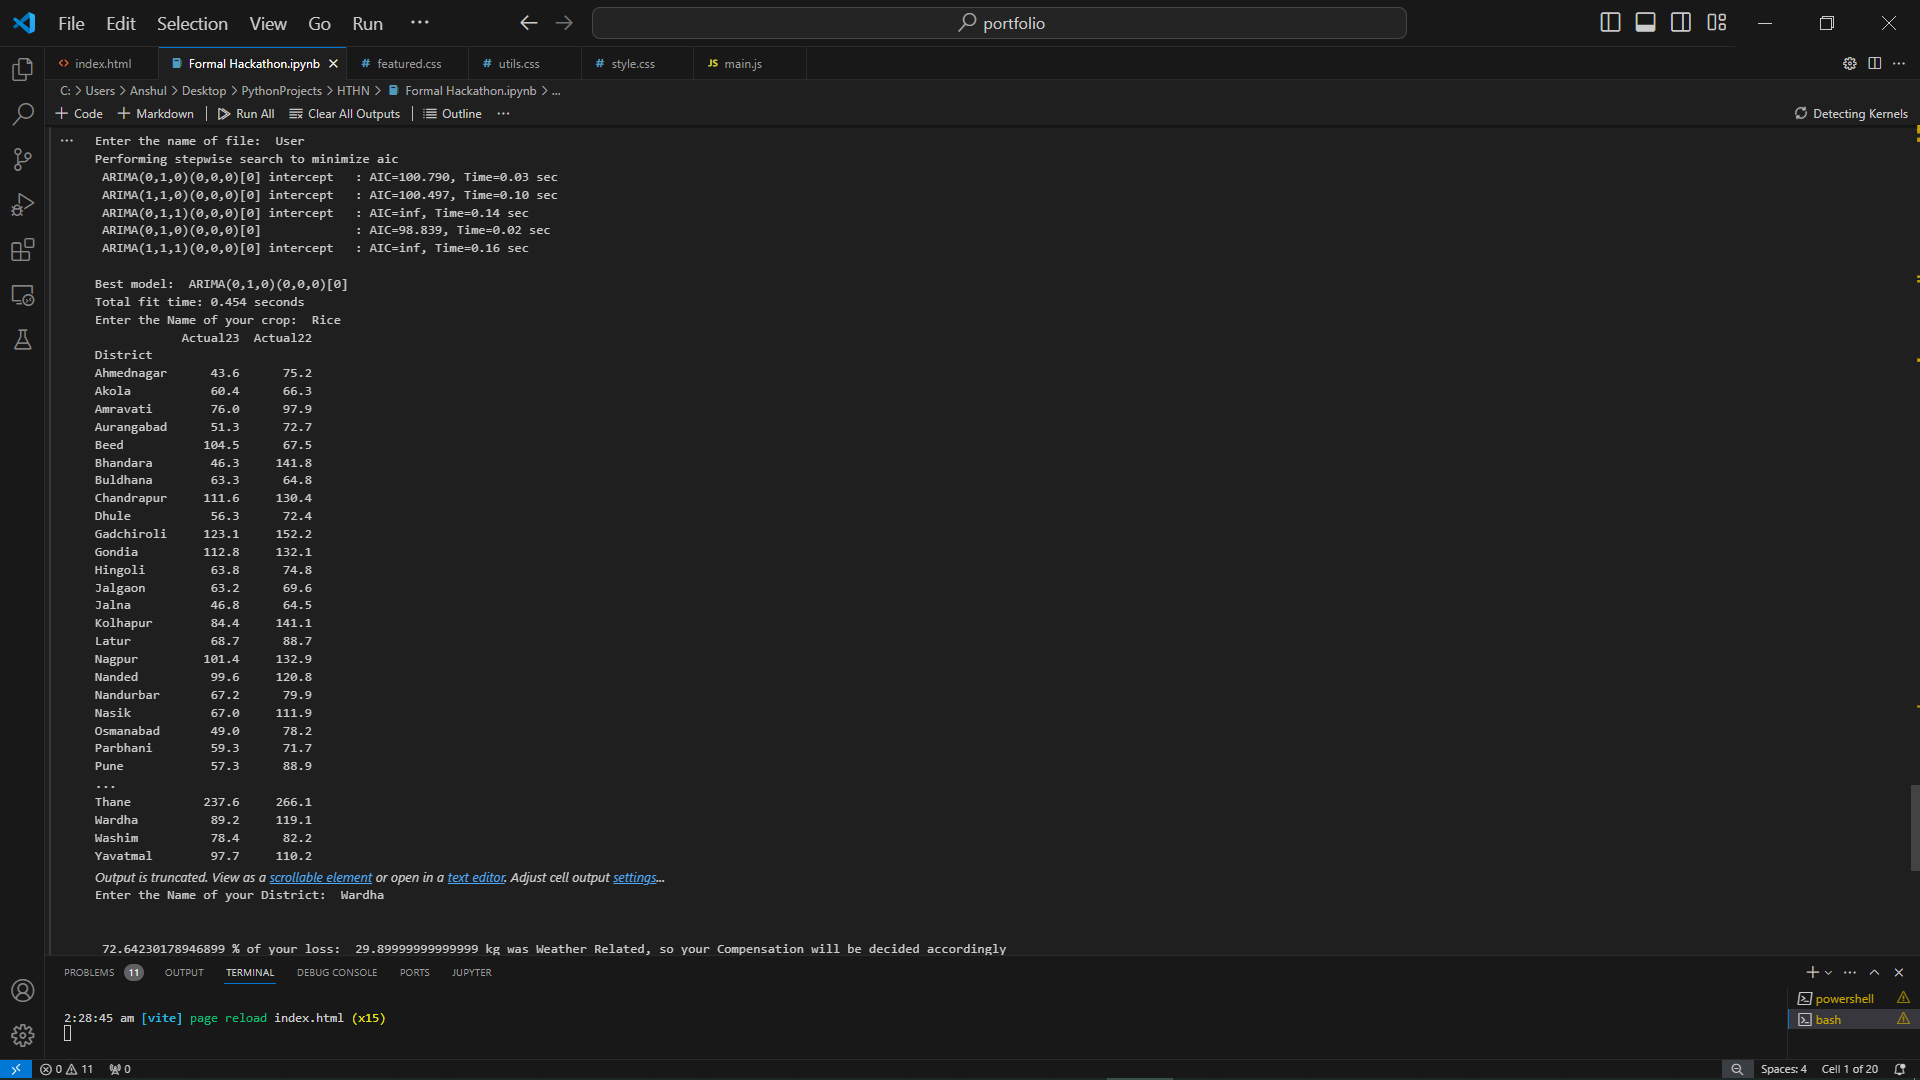 File Edit Selection View Go Run ... portfolio
index.html Formal Hackathon.ipynb featured.css utils.css style.css JS main.js
C: > Users > Anshul > Desktop > PythonProjects > HTHN > Formal Hackathon.ipynb > ...
Code Markdown Run All Clear All Outputs Outline ... Detecting Kernels
Enter the name of file: User
Performing stepwise search to minimize aic
ARIMA(0,1,0)(0,0,0)[0] intercept : AIC=100.790, Time=0.03 sec
ARIMA(1,1,0)(0,0,0)[0] intercept : AIC=100.497, Time=0.10 sec
ARIMA(0,1,1)(0,0,0)[0] intercept : AIC=inf, Time=0.14 sec
ARIMA(0,1,0)(0,0,0)[0] : AIC=98.839, Time=0.02 sec
ARIMA(1,1,1)(0,0,0)[0] intercept : AIC=inf, Time=0.16 sec
Best model: ARIMA(0,1,0)(0,0,0)[0]
Total fit time: 0.454 seconds
Enter the Name of your crop: Rice
Actual23 Actual22
District
Ahmednagar 43.6 75.2
Akola 60.4 66.3
Amravati 76.0 97.9
Aurangabad 51.3 72.7
Beed 104.5 67.5
Bhandara 46.3 141.8
Buldhana 63.3 64.8
Chandrapur 111.6 130.4
Dhule 56.3 72.4
Gadchiroli 123.1 152.2
Gondia 112.8 132.1
Hingoli 63.8 74.8
Jalgaon 63.2 69.6
Jalna 46.8 64.5
Kolhapur 84.4 141.1
Latur 68.7 88.7
Nagpur 101.4 132.9
Nanded 99.6 120.8
Nandurbar 67.2 79.9
Nasik 67.0 111.9
Osmanabad 49.0 78.2
Parbhani 59.3 71.7
Pune 57.3 88.9
...
Thane 237.6 266.1
Wardha 89.2 119.1
Washim 78.4 82.2
Yavatmal 97.7 110.2
Output is truncated. View as a scrollable element or open in a text editor. Adjust cell output settings...
Enter the Name of your District: Wardha
72.64230178946899 % of your loss: 29.89999999999999 kg was Weather Related, so your Compensation will be decided accordingly
PROBLEMS 11 OUTPUT TERMINAL DEBUG CONSOLE PORTS JUPYTER
powershell
2:28:45 am [vite] page reload index.html (x15)
bash
0 11 0 Spaces: 4 Cell 1 of 20